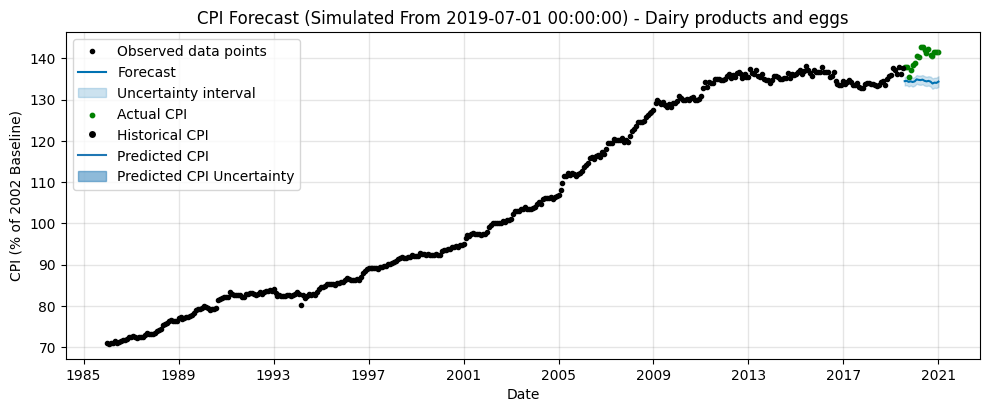 CPI Forecast (Simulated From 2019-07-01 00:00:00) - Dairy products and eggs
Observed data points
Forecast
Uncertainty interval
Actual CPI
Historical CPI
Predicted CPI
Predicted CPI Uncertainty
CPI (% of 2002 Baseline)
140
130
120
110
100
90
80
70
1985 1989 1993 1997 2001 2005 2009 2013 2017 2021
Date